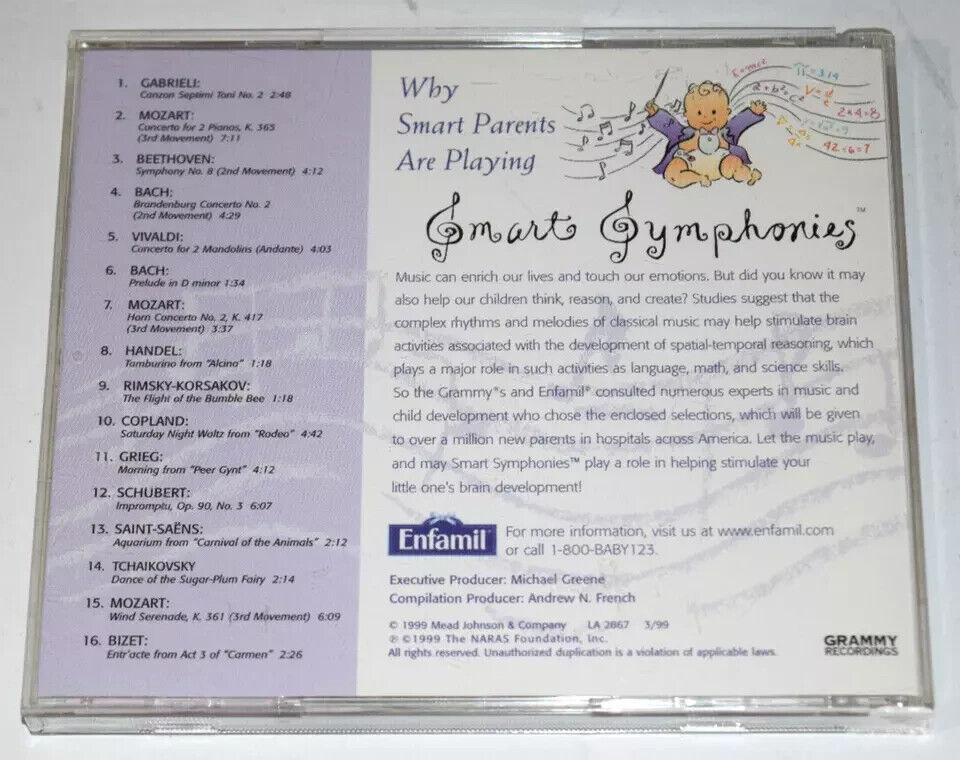 1. GABRIELI:
Canzon Septimi Toni No. 2 2:48
2. MOZART:
Concerto for 2 Pianos, K. 365
(3rd Movement) 7:11
3. BEETHOVEN:
Symphony No. 8 (2nd Movement) 4:12
4. BACH:
Brandenburg Concerto No. 2
(2nd Movement) 4:29
5. VIVALDI:
Concerto for 2 Mandolins (Andante) 4:03
6. BACH:
Prelude in D minor 1:34
7. MOZART:
Horn Concerto No. 2, K. 417
(3rd Movement) 3:37
8. HANDEL:
Tamburino from "Alcina" 1:18
9. RIMSKY-KORSAKOV:
The Flight of the Bumble Bee 1:18
10. COPLAND:
Saturday Night Waltz from "Rodeo" 4:42
11. GRIEG:
Morning from "Peer Gynt" 4:12
12. SCHUBERT:
Impromptu, Op. 90, No. 3 6:07
13. SAINT-SAËNS:
Aquarium from "Carnival of the Animals" 2:12
14. TCHAIKOVSKY
Dance of the Sugar-Plum Fairy 2:14
15. MOZART:
Wind Serenade, K. 361 (3rd Movement) 6:09
16. BIZET:
Entr'acte from Act 3 of "Carmen" 2:26
Why
Smart Parents
Are Playing
E=mc2
π=3.14
a²+b²=c²
2×4=8
42÷6=7
Smart Symphonies™
Music can enrich our lives and touch our emotions. But did you know it may
also help our children think, reason, and create? Studies suggest that the
complex rhythms and melodies of classical music may help stimulate brain
activities associated with the development of spatial-temporal reasoning, which
plays a major role in such activities as language, math, and science skills.
So the Grammy®s and Enfamil® consulted numerous experts in music and
child development who chose the enclosed selections, which will be given
to over a million new parents in hospitals across America. Let the music play,
and may Smart Symphonies™ play a role in helping stimulate your
little one's brain development!
Enfamil
For more information, visit us at www.enfamil.com
or call 1-800-BABY123.
Executive Producer: Michael Greene
Compilation Producer: Andrew N. French
© 1999 Mead Johnson & Company LA 2867 3/99
℗ © 1999 The NARAS Foundation, Inc.
All rights reserved. Unauthorized duplication is a violation of applicable laws.
GRAMMY
RECORDINGS